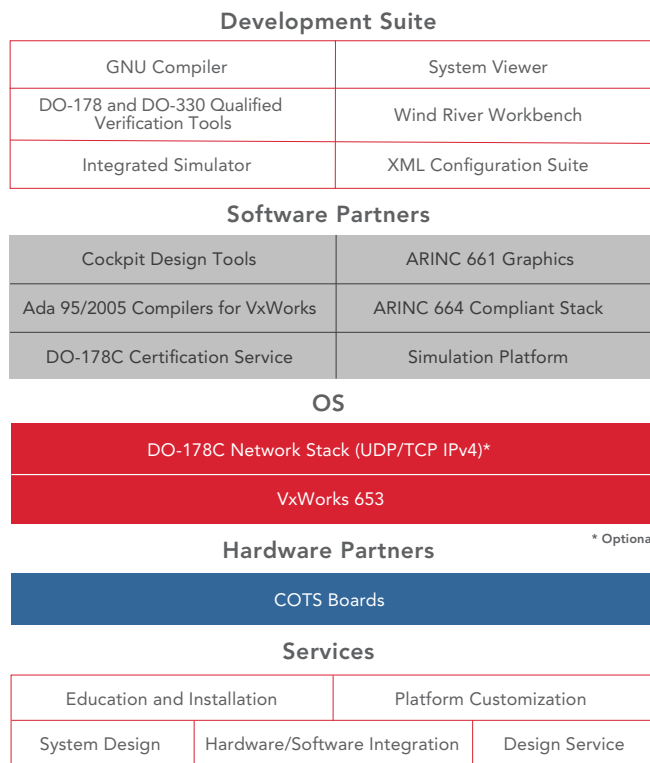 Development Suite
GNU Compiler
System Viewer
DO-178 and DO-330 Qualified
Verification Tools
Wind River Workbench
Integrated Simulator
XML Configuration Suite
Software Partners
Cockpit Design Tools
ARINC 661 Graphics
Ada 95/2005 Compilers for VxWorks
ARINC 664 Compliant Stack
DO-178C Certification Service
Simulation Platform
OS
DO-178C Network Stack (UDP/TCP IPv4)*
VxWorks 653
* Optiona
Hardware Partners
COTS Boards
Services
Education and Installation
Platform Customization
System Design
Hardware/Software Integration
Design Service